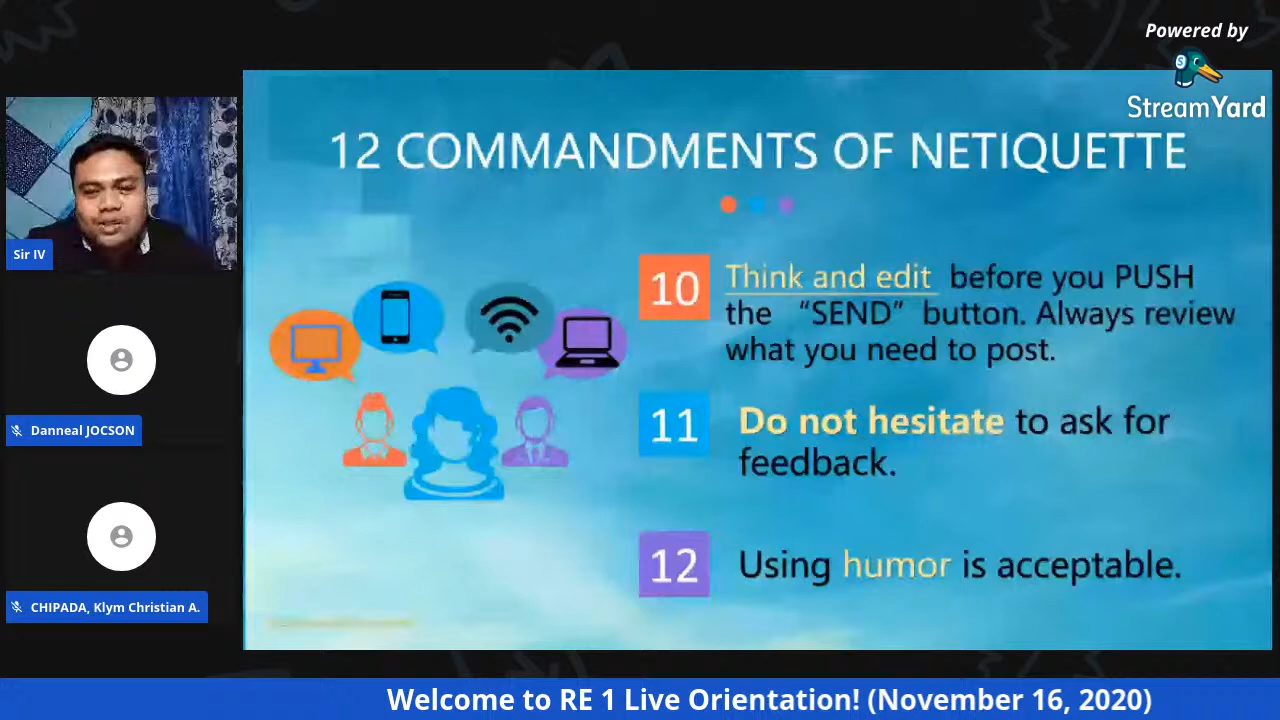 Powered by
StreamYard
12 COMMANDMENTS OF NETIQUETTE
Sir IV
10
Think and edit before you PUSH
the “SEND” button. Always review
what you need to post.
11
Do not hesitate to ask for
feedback.
Danneal JOCSON
12
Using humor is acceptable.
CHIPADA, Klym Christian A.
Welcome to RE 1 Live Orientation! (November 16, 2020)